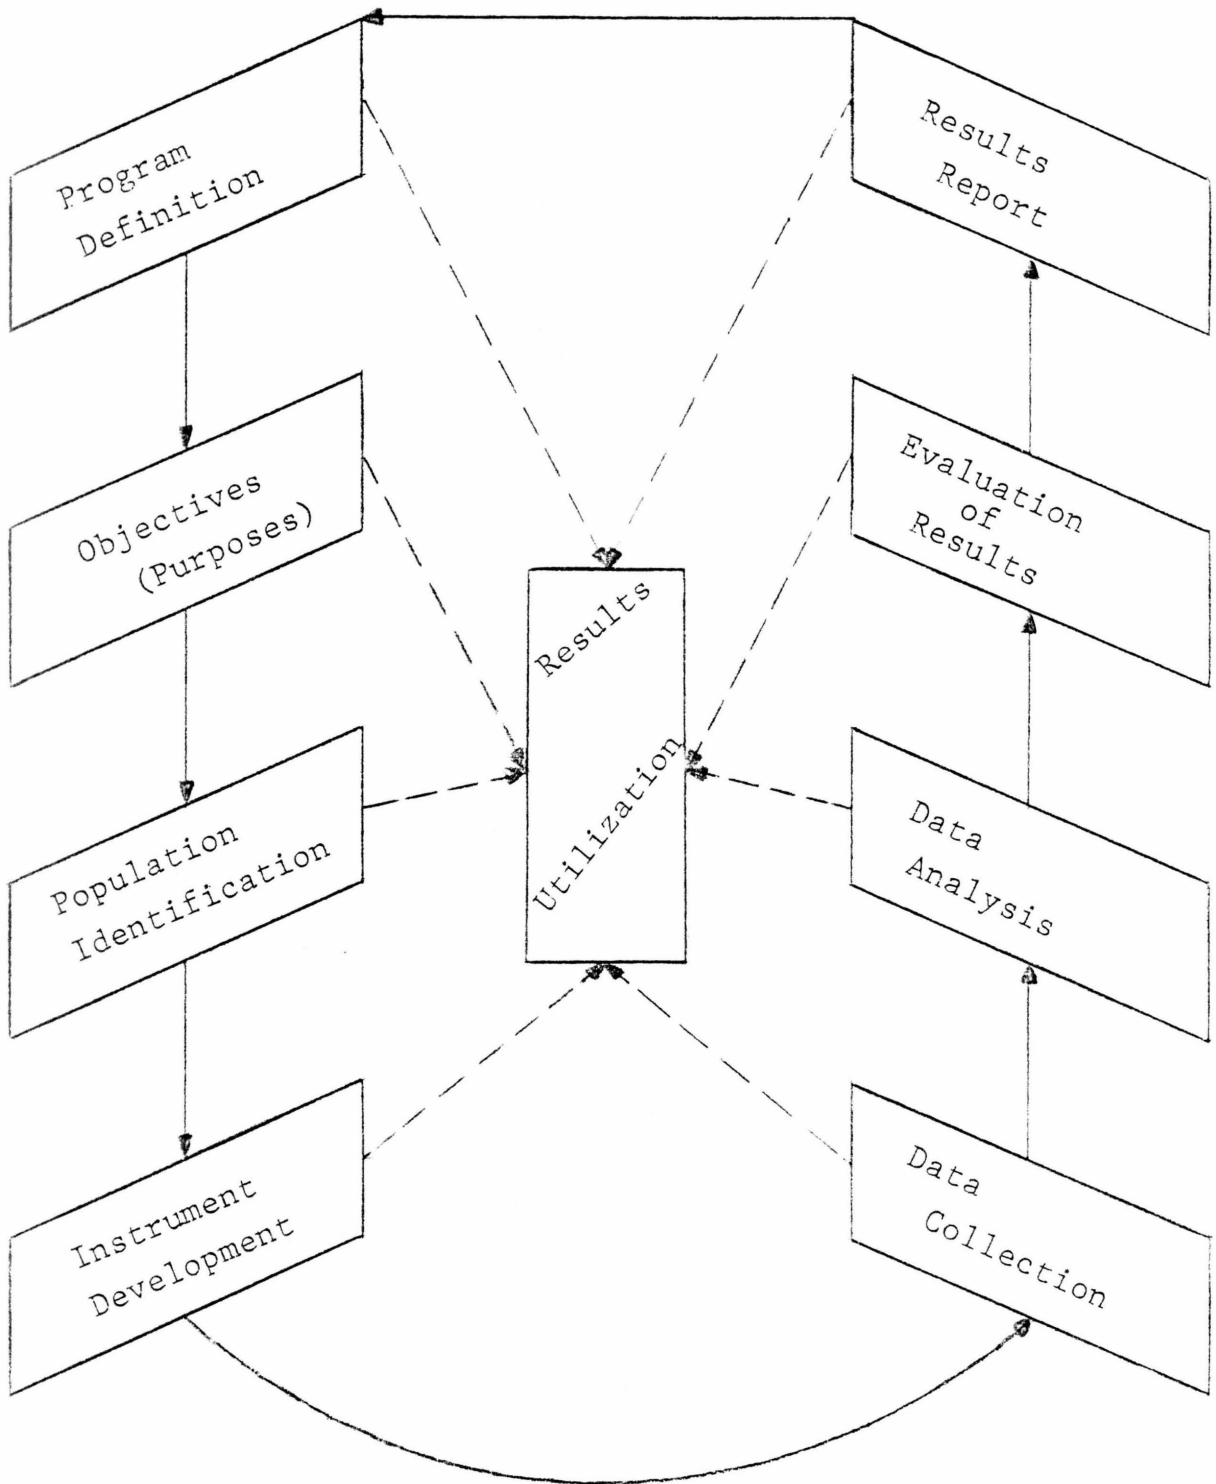 Program
Definition
Objectives
(Purposes)
Population
Identification
Instrument
Development
Results
Utilization
Results
Report
Evaluation
of
Results
Data
Analysis
Data
Collection